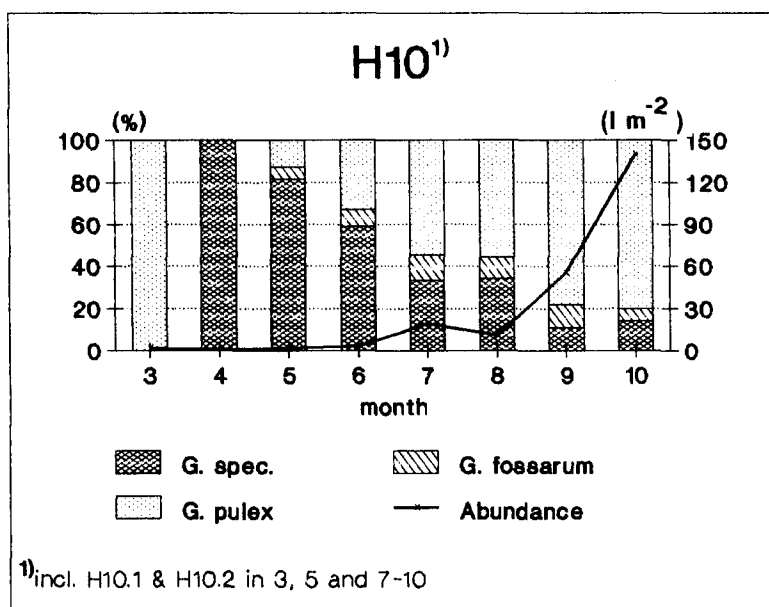 H10¹⁾
(%) (I m⁻²)
100 150
80 120
60 90
40 60
20 30
0 0
3 4 5 6 7 8 9 10
month
G. spec. G. fossarum
G. pulex Abundance
¹⁾incl. H10.1 & H10.2 in 3, 5 and 7-10